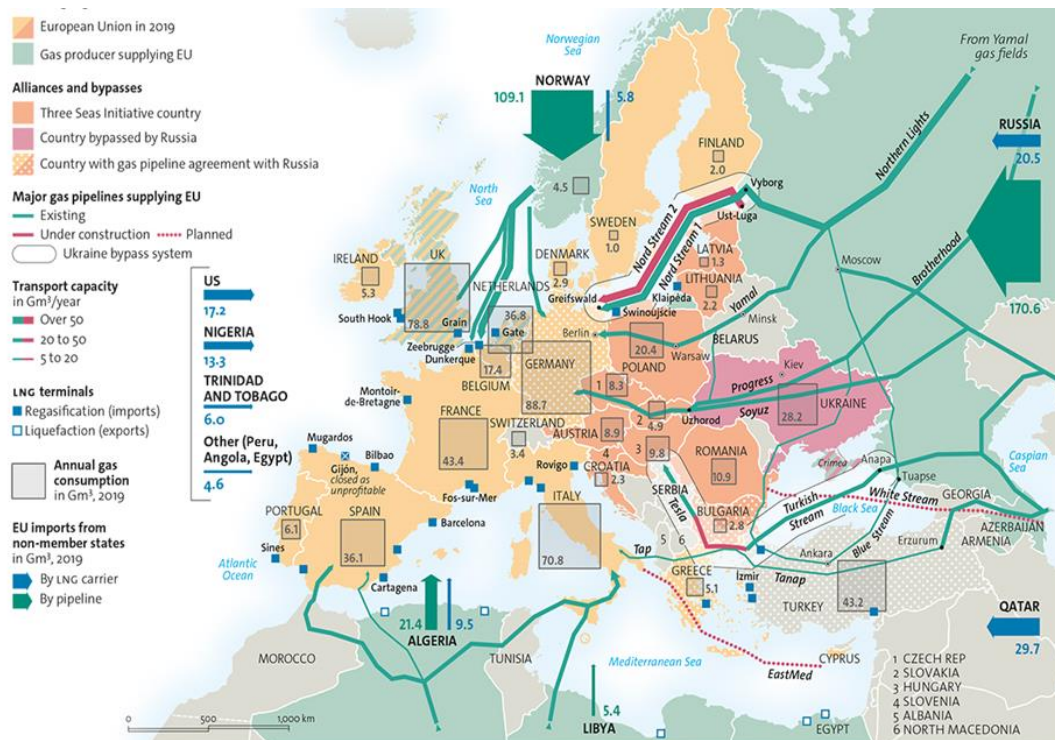 European Union in 2019
Gas producer supplying EU
Alliances and bypasses
Three Seas Initiative country
Country bypassed by Russia
Country with gas pipeline agreement with Russia
Major gas pipelines supplying EU
Existing
Under construction
Planned
Ukraine bypass system
Transport capacity
in Gm³/year
Over 50
20 to 50
5 to 20
LNG terminals
Regasification (imports)
Liquefaction (exports)
Annual gas
consumption
in Gm³, 2019
EU imports from
non-member states
in Gm³, 2019
By LNG carrier
By pipeline
US
17.2
NIGERIA
13.3
TRINIDAD
AND TOBAGO
6.0
Other (Peru,
Angola, Egypt)
4.6
Norwegian
Sea
NORWAY
109.1
5.8
4.5
From Yamal
gas fields
RUSSIA
20.5
170.6
Northern Lights
Brotherhood
FINLAND
2.0
Vyborg
Ust-Luga
SWEDEN
1.0
Nord Stream 2
Nord Stream 1
North
Sea
IRELAND
5.3
UK
78.8
DENMARK
2.9
LATVIA
1.3
LITHUANIA
2.2
Klaipėda
Moscow
NETHERLANDS
36.8
Greifswald
Świnoujście
South Hook
Grain
Gate
Zeebrugge
Dunkerque
Berlin
Yamal
Minsk
BELARUS
Warsaw
20.4
POLAND
17.4
BELGIUM
GERMANY
88.7
1
8.3
Progress
Kiev
UKRAINE
28.2
Soyuz
Uzhorod
2
4.9
Montoir-
de-Bretagne
FRANCE
43.4
SWITZERLAND
3.4
AUSTRIA
8.9
4
3
9.8
CROATIA
2.3
ROMANIA
10.9
Crimea
Anapa
Tuapse
Caspian
Sea
Mugardos
Gijón,
closed as
unprofitable
Bilbao
Fos-sur-Mer
Rovigo
SERBIA
Tesla
BULGARIA
2.8
Turkish
Stream
Black Sea
White Stream
Blue Stream
GEORGIA
AZERBAIJAN
ARMENIA
PORTUGAL
6.1
SPAIN
36.1
Barcelona
ITALY
70.8
5
6
Tap
Ankara
Erzurum
Tanap
Sines
Atlantic
Ocean
Cartagena
GREECE
5.1
Izmir
TURKEY
43.2
QATAR
29.7
21.4
9.5
ALGERIA
MOROCCO
TUNISIA
Mediterranean Sea
EastMed
CYPRUS
5.4
LIBYA
EGYPT
0
500
1,000 km
1 CZECH REP
2 SLOVAKIA
3 HUNGARY
4 SLOVENIA
5 ALBANIA
6 NORTH MACEDONIA